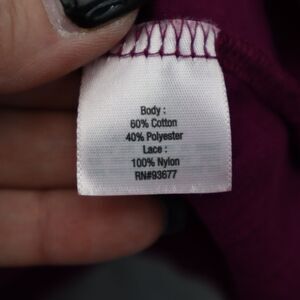 Body :
60% Cotton
40% Polyester
Lace :
100% Nylon
RN#93677